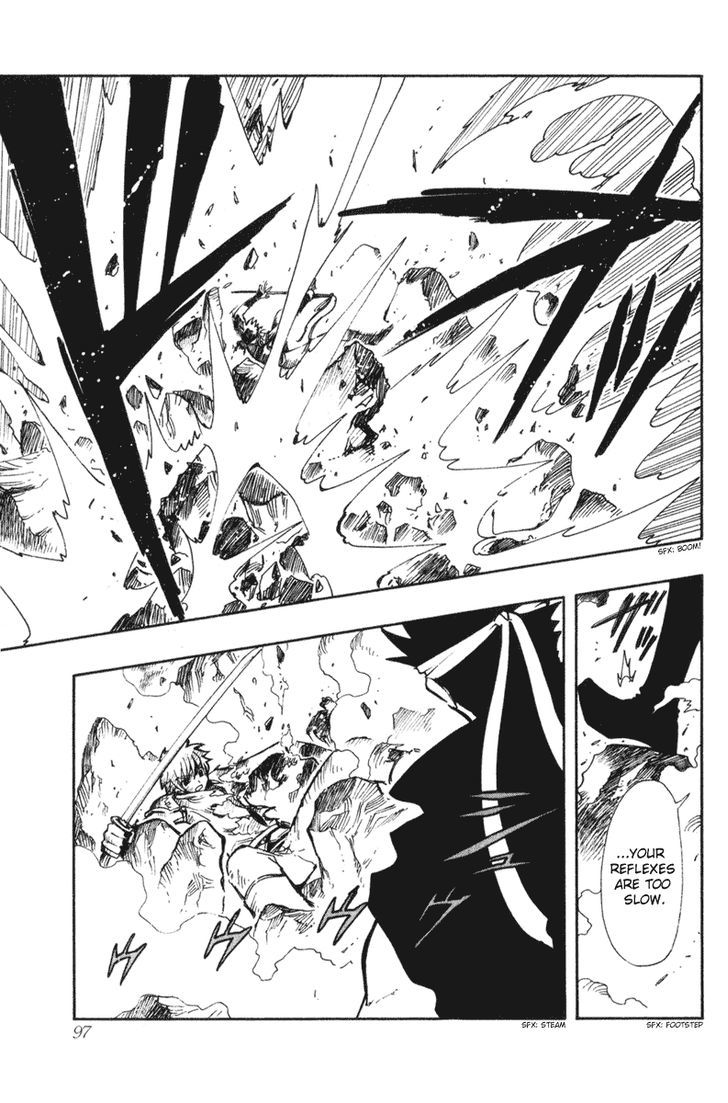 SFX: BOOM!
...YOUR
REFLEXES
ARE TOO
SLOW.
SFX: FOOTSTEP
SFX: STEAM
97